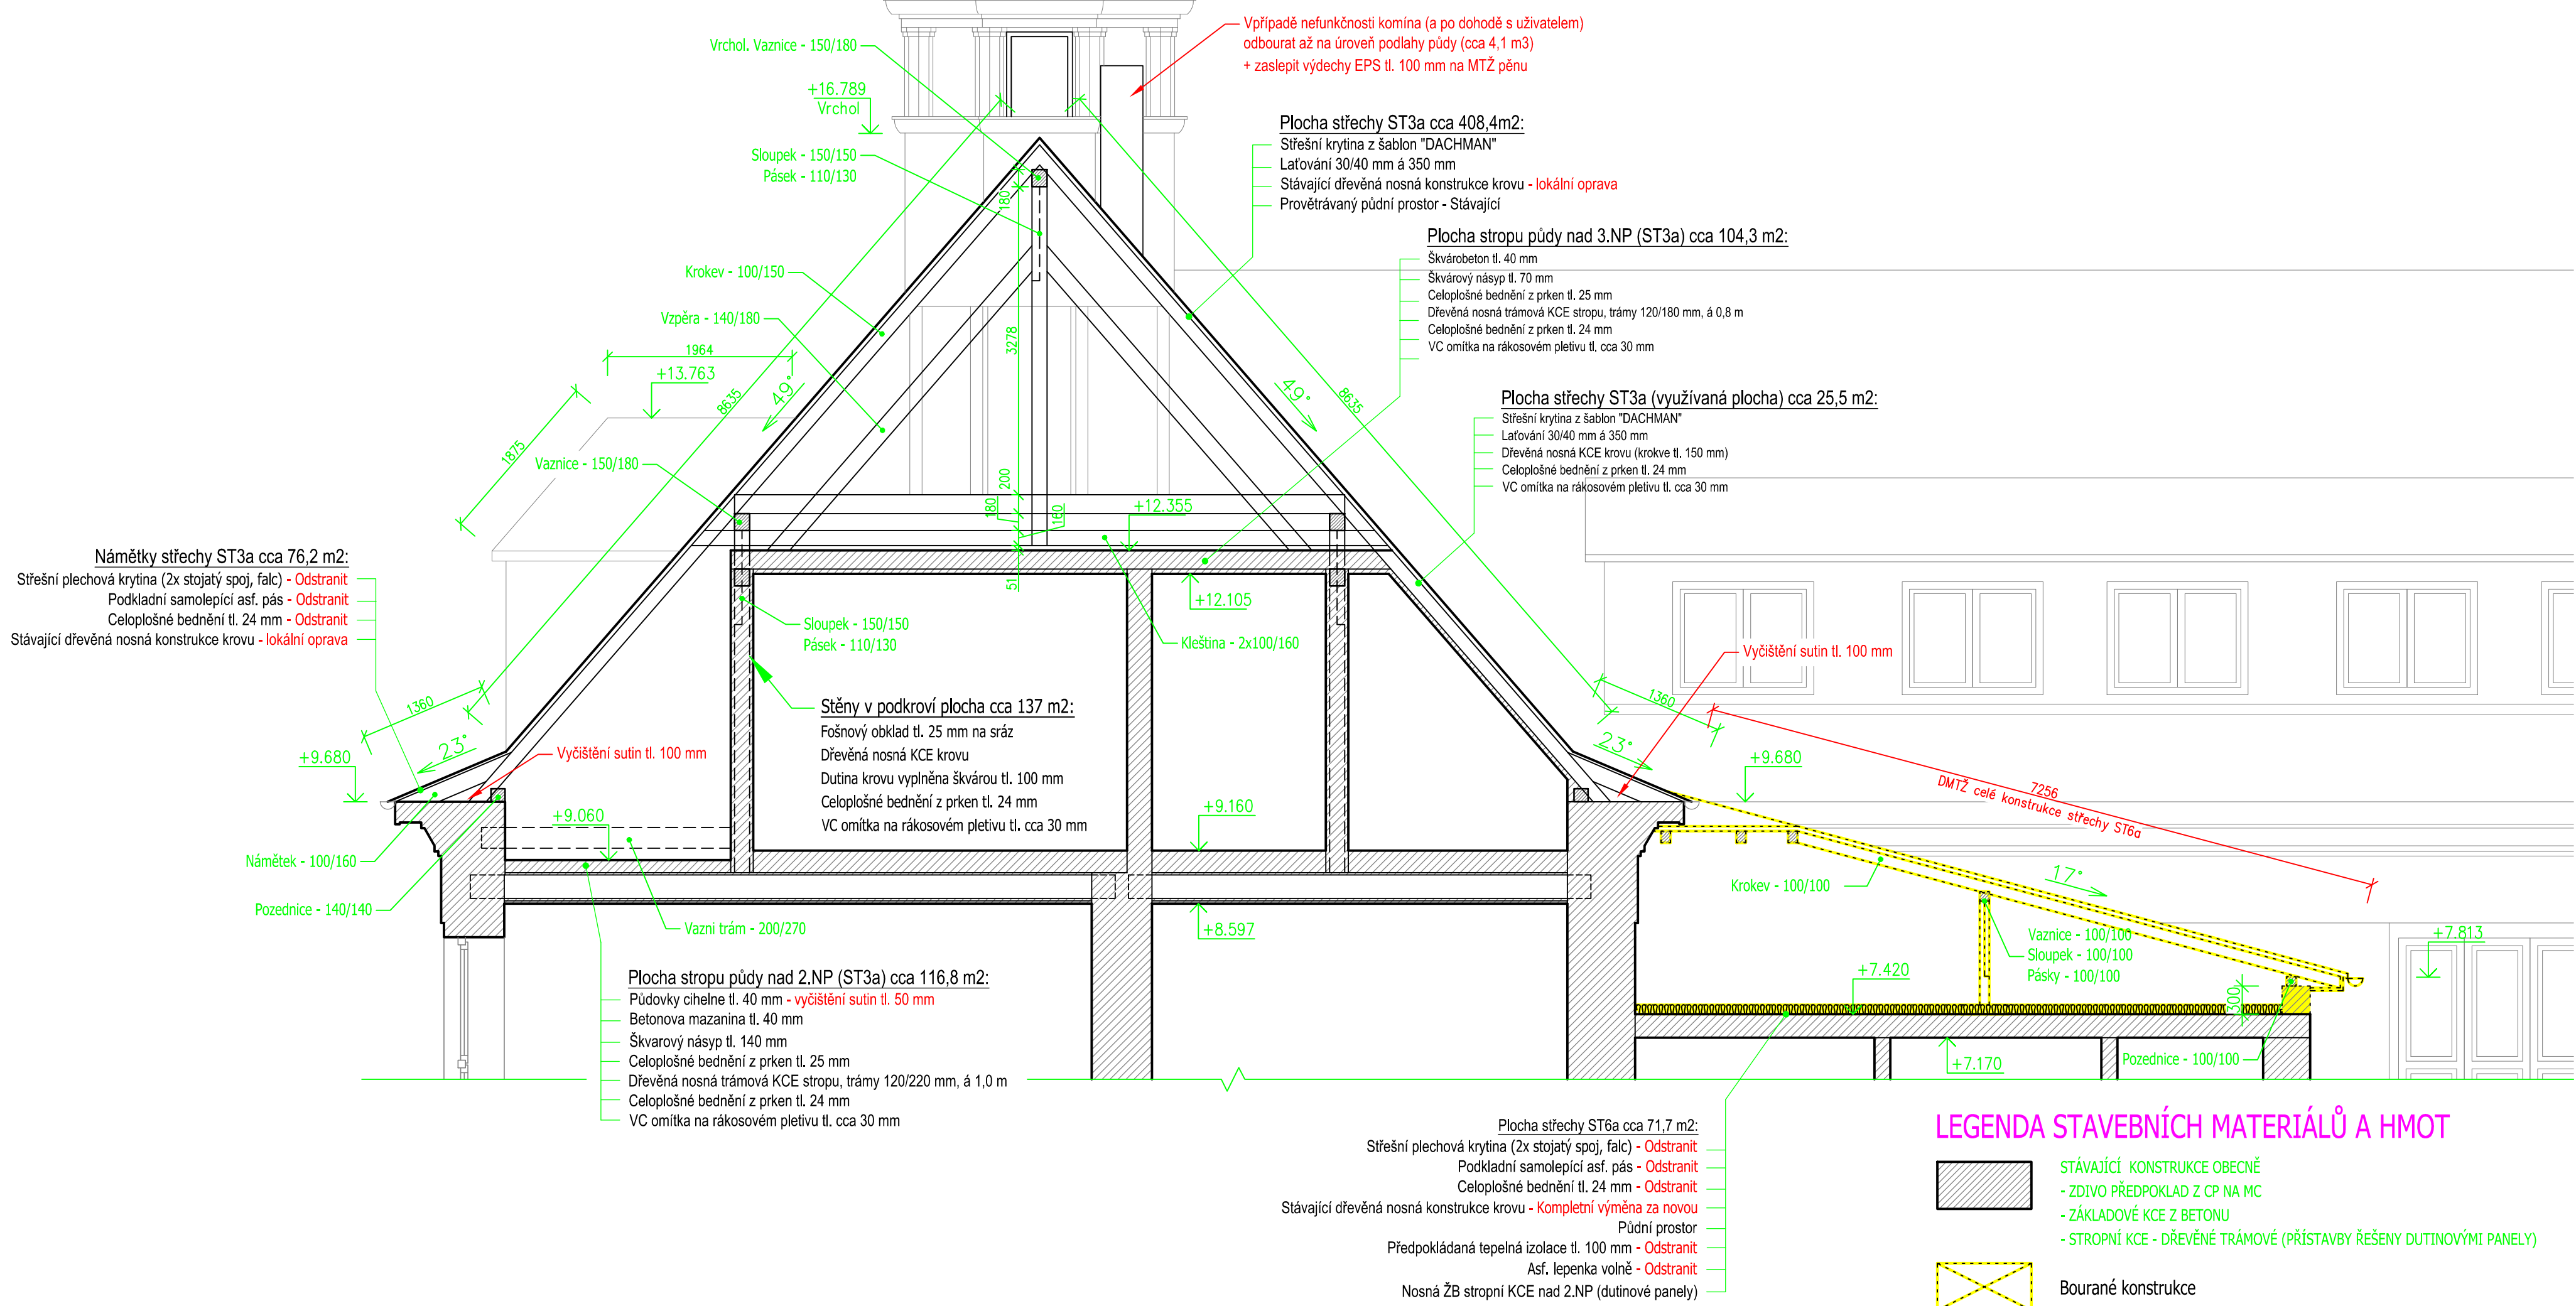 Vpřípadě nefunkčnosti komína (a po dohodě s uživatelem)
odbourat až na úroveň podlahy půdy (cca 4,1 m3)
+ zaslepit výdechy EPS tl. 100 mm na MTŽ pěnu
Vrchol. Vaznice - 150/180
+16.789
Vrchol
Sloupek - 150/150
Pásek - 110/130
Plocha střechy ST3a cca 408,4m2:
Střešní krytina z šablon "DACHMAN"
Laťování 30/40 mm á 350 mm
Stávající dřevěná nosná konstrukce krovu - lokální oprava
Provětrávaný půdní prostor - Stávající
180
Plocha stropu půdy nad 3.NP (ST3a) cca 104,3 m2:
Škvárobeton tl. 40 mm
Škvárový násyp tl. 70 mm
Celoplošné bednění z prken tl. 25 mm
Dřevěná nosná trámová KCE stropu, trámy 120/180 mm, á 0,8 m
Celoplošné bednění z prken tl. 24 mm
VC omítka na rákosovém pletivu tl. cca 30 mm
Krokev - 100/150
Vzpěra - 140/180
3278
1964
+13.763
8635
49°
49°
8635
1875
Plocha střechy ST3a (využívaná plocha) cca 25,5 m2:
Střešní krytina z šablon "DACHMAN"
Laťování 30/40 mm á 350 mm
Dřevěná nosná KCE krovu (krokve tl. 150 mm)
Celoplošné bednění z prken tl. 24 mm
VC omítka na rákosovém pletivu tl. cca 30 mm
Vaznice - 150/180
200
180
160
51
+12.355
+12.105
Námětky střechy ST3a cca 76,2 m2:
Střešní plechová krytina (2x stojatý spoj, falc) - Odstranit
Podkladní samolepící asf. pás - Odstranit
Celoplošné bednění tl. 24 mm - Odstranit
Stávající dřevěná nosná konstrukce krovu - lokální oprava
Sloupek - 150/150
Pásek - 110/130
Kleština - 2x100/160
Vyčištění sutin tl. 100 mm
Stěny v podkroví plocha cca 137 m2:
Fošnový obklad tl. 25 mm na sráz
Dřevěná nosná KCE krovu
Dutina krovu vyplněna škvárou tl. 100 mm
Celoplošné bednění z prken tl. 24 mm
VC omítka na rákosovém pletivu tl. cca 30 mm
1360
23°
+9.680
Vyčištění sutin tl. 100 mm
1360
23°
+9.680
7256
DMTŽ celé konstrukce střechy ST6a
+9.060
+9.160
Námětek - 100/160
Pozednice - 140/140
Krokev - 100/100
17°
Vazni trám - 200/270
+8.597
Vaznice - 100/100
Sloupek - 100/100
Pásky - 100/100
+7.813
+7.420
300
+7.170
Pozednice - 100/100
Plocha stropu půdy nad 2.NP (ST3a) cca 116,8 m2:
Půdovky cihelne tl. 40 mm - vyčištění sutin tl. 50 mm
Betonova mazanina tl. 40 mm
Škvarový násyp tl. 140 mm
Celoplošné bednění z prken tl. 25 mm
Dřevěná nosná trámová KCE stropu, trámy 120/220 mm, á 1,0 m
Celoplošné bednění z prken tl. 24 mm
VC omítka na rákosovém pletivu tl. cca 30 mm
Plocha střechy ST6a cca 71,7 m2:
Střešní plechová krytina (2x stojatý spoj, falc) - Odstranit
Podkladní samolepící asf. pás - Odstranit
Celoplošné bednění tl. 24 mm - Odstranit
Stávající dřevěná nosná konstrukce krovu - Kompletní výměna za novou
Půdní prostor
Předpokládaná tepelná izolace tl. 100 mm - Odstranit
Asf. lepenka volně - Odstranit
Nosná ŽB stropní KCE nad 2.NP (dutinové panely)
LEGENDA STAVEBNÍCH MATERIÁLŮ A HMOT
STÁVAJÍCÍ KONSTRUKCE OBECNĚ
- ZDIVO PŘEDPOKLAD Z CP NA MC
- ZÁKLADOVÉ KCE Z BETONU
- STROPNÍ KCE - DŘEVĚNÉ TRÁMOVÉ (PŘÍSTAVBY ŘEŠENY DUTINOVÝMI PANELY)
Bourané konstrukce